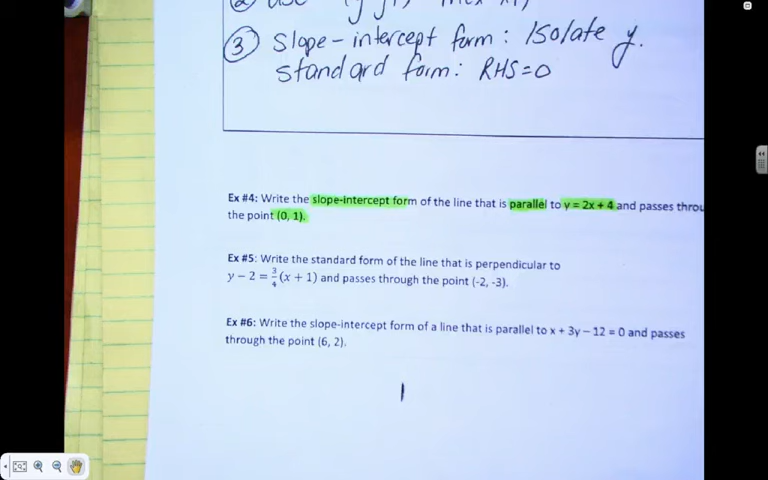 ③ Slope-intercept form: Isolate y.
standard form: RHS=0
Ex #4: Write the slope-intercept form of the line that is parallel to y = 2x + 4 and passes throu
the point (0, 1).
Ex #5: Write the standard form of the line that is perpendicular to
y − 2 = 3/4 (x + 1) and passes through the point (-2, -3).
Ex #6: Write the slope-intercept form of a line that is parallel to x + 3y − 12 = 0 and passes
through the point (6, 2).